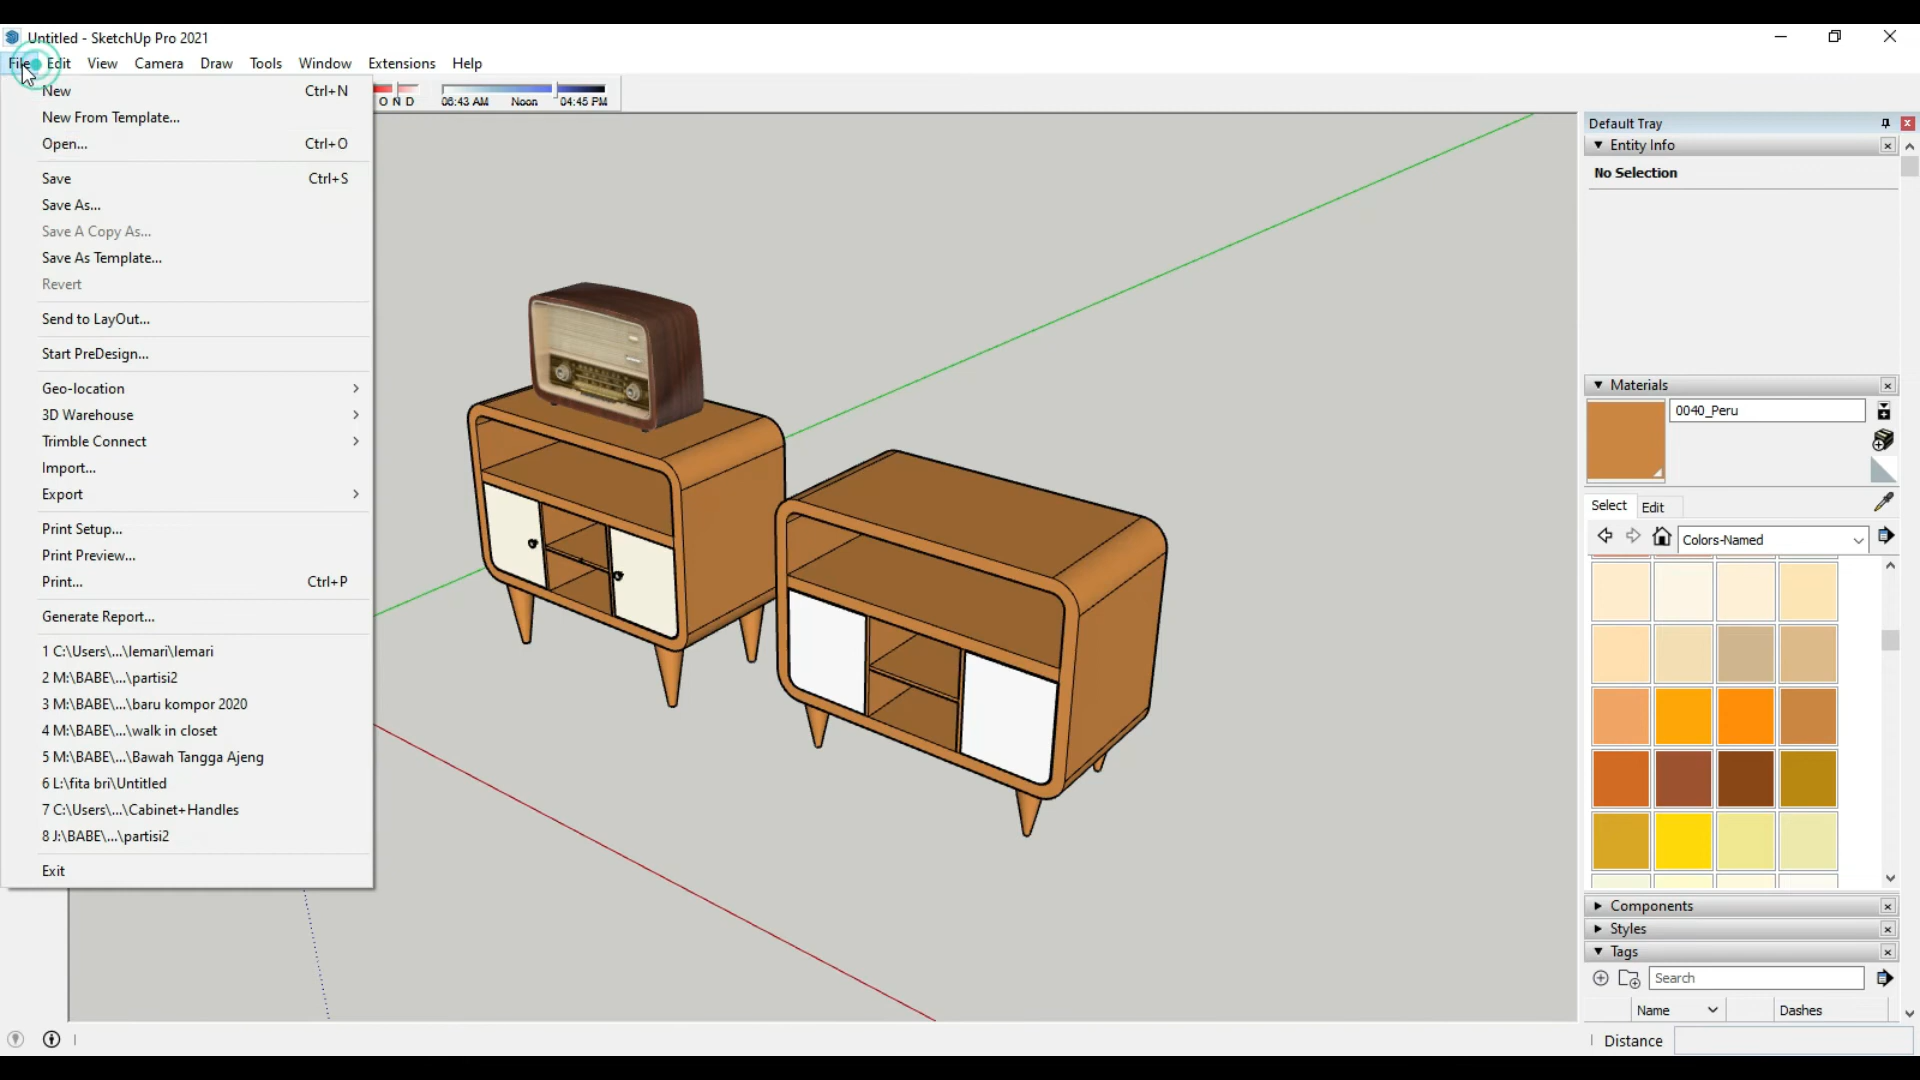 Untitled - SketchUp Pro 2021
File Edit View Camera Draw Tools Window Extensions Help
New Ctrl+N
New From Template...
Open... Ctrl+O
Save Ctrl+S
Save As...
Save A Copy As...
Save As Template...
Revert
Send to LayOut...
Start PreDesign...
Geo-location
3D Warehouse
Trimble Connect
Import...
Export
Print Setup...
Print Preview...
Print... Ctrl+P
Generate Report...
1 C:\Users\...\lemari\lemari
2 M:\BABE\...\partisi2
3 M:\BABE\...\baru kompor 2020
4 M:\BABE\...\walk in closet
5 M:\BABE\...\Bawah Tangga Ajeng
6 L:\fita bri\Untitled
7 C:\Users\...\Cabinet+Handles
8 J:\BABE\...\partisi2
Exit
O N D 06:43 AM Noon 04:45 PM
Default Tray
Entity Info
No Selection
Materials
0040_Peru
Select Edit
Colors-Named
Components
Styles
Tags
Search
Name Dashes
Distance